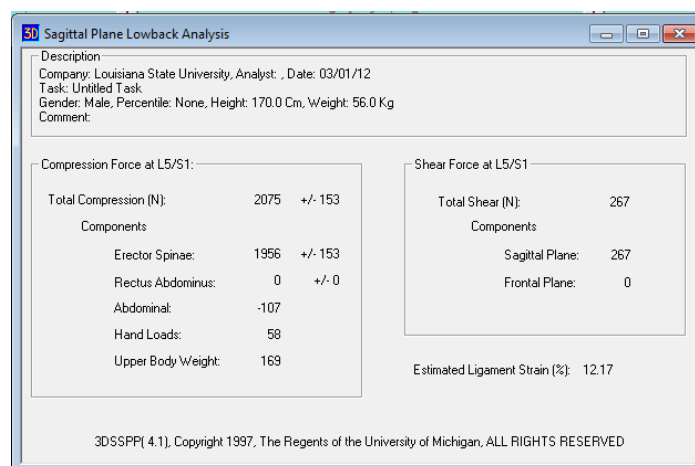 3D Sagittal Plane Lowback Analysis
Description
Company: Louisiana State University, Analyst: , Date: 03/01/12
Task: Untitled Task
Gender: Male, Percentile: None, Height: 170.0 Cm, Weight: 56.0 Kg
Comment:
Compression Force at L5/S1:
Total Compression (N): 2075 +/- 153
Components
Erector Spinae: 1956 +/- 153
Rectus Abdominus: 0 +/- 0
Abdominal: -107
Hand Loads: 58
Upper Body Weight: 169
Shear Force at L5/S1
Total Shear (N): 267
Components
Sagittal Plane: 267
Frontal Plane: 0
Estimated Ligament Strain (%): 12.17
3DSSPP( 4.1), Copyright 1997, The Regents of the University of Michigan, ALL RIGHTS RESERVED